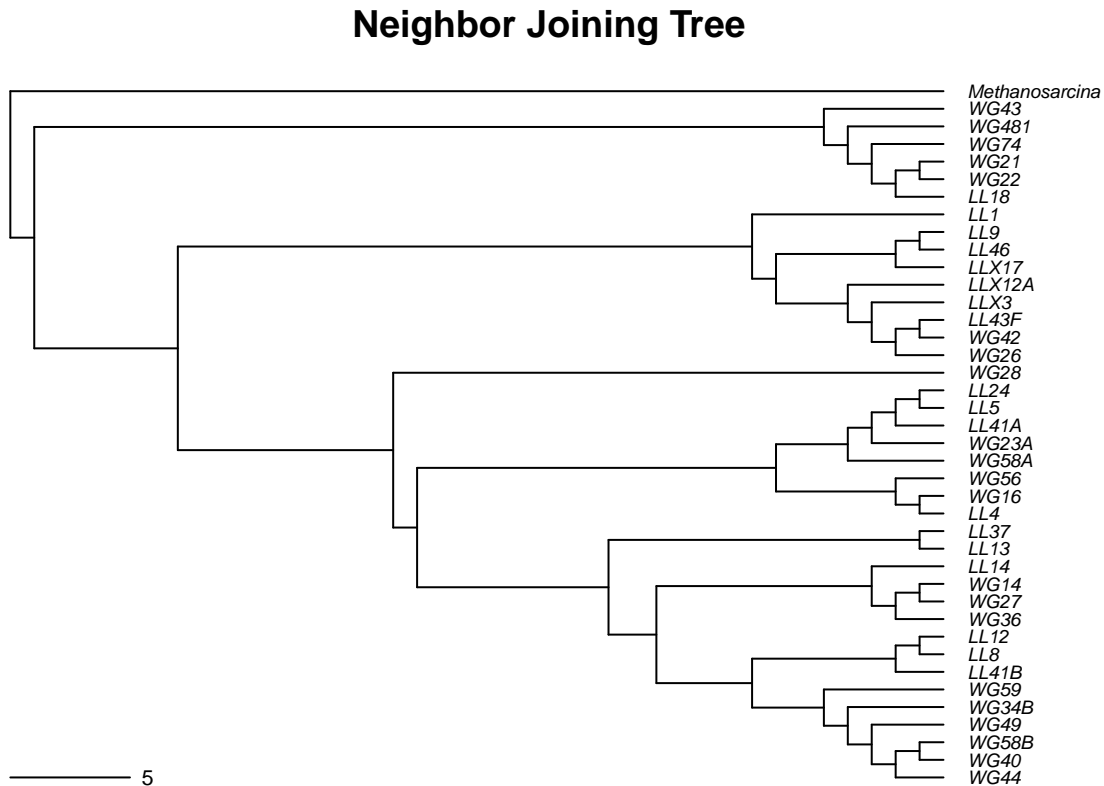 Neighbor Joining Tree
Methanosarcina
WG43
WG481
WG74
WG21
WG22
LL18
LL1
LL9
LL46
LLX17
LLX12A
LLX3
LL43F
WG42
WG26
WG28
LL24
LL5
LL41A
WG23A
WG58A
WG56
WG16
LL4
LL37
LL13
LL14
WG14
WG27
WG36
LL12
LL8
LL41B
WG59
WG34B
WG49
WG58B
WG40
WG44
5